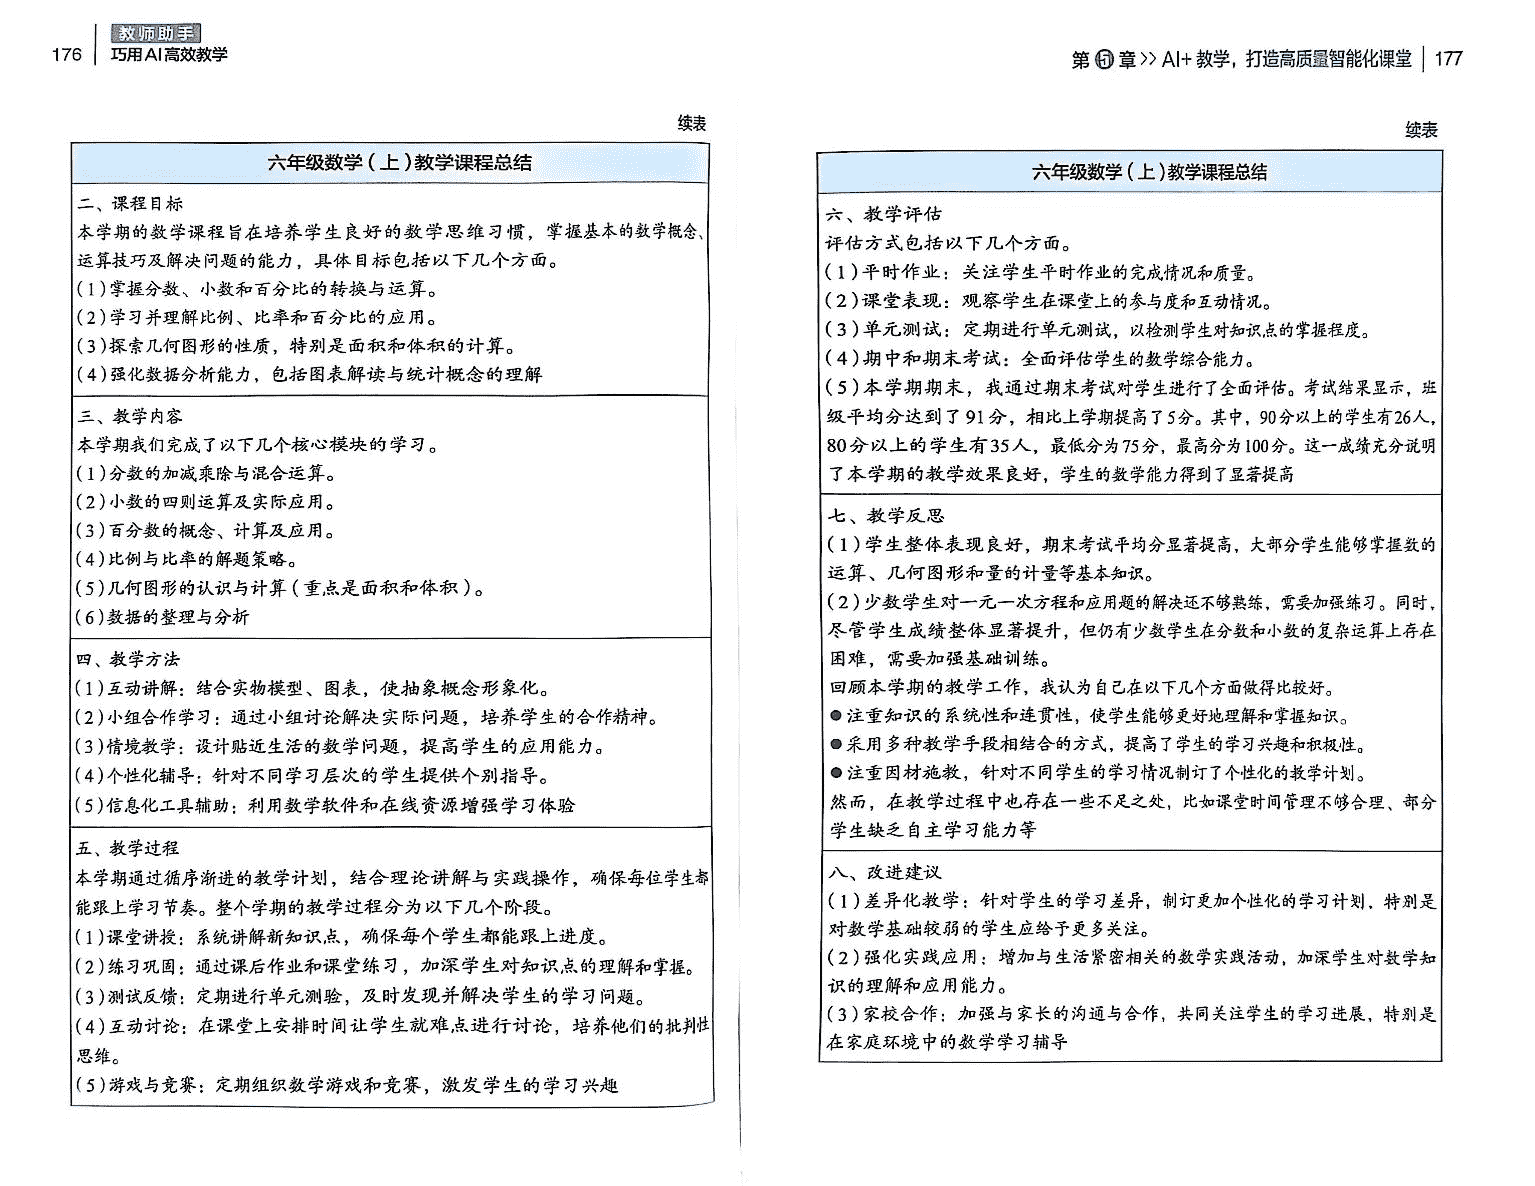 176
教师助手
巧用AI高效教学
续表
六年级数学(上)教学课程总结
二、课程目标
本学期的数学课程旨在培养学生良好的数学思维习惯，掌握基本的数学概念、
运算技巧及解决问题的能力，具体目标包括以下几个方面。
(1)掌握分数、小数和百分比的转换与运算。
(2)学习并理解比例、比率和百分比的应用。
(3)探索几何图形的性质，特别是面积和体积的计算。
(4)强化数据分析能力，包括图表解读与统计概念的理解
三、教学内容
本学期我们完成了以下几个核心模块的学习。
(1)分数的加减乘除与混合运算。
(2)小数的四则运算及实际应用。
(3)百分数的概念、计算及应用。
(4)比例与比率的解题策略。
(5)几何图形的认识与计算(重点是面积和体积)。
(6)数据的整理与分析
四、教学方法
(1)互动讲解：结合实物模型、图表，使抽象概念形象化。
(2)小组合作学习：通过小组讨论解决实际问题，培养学生的合作精神。
(3)情境教学：设计贴近生活的数学问题，提高学生的应用能力。
(4)个性化辅导：针对不同学习层次的学生提供个别指导。
(5)信息化工具辅助：利用数学软件和在线资源增强学习体验
五、教学过程
本学期通过循序渐进的教学计划，结合理论讲解与实践操作，确保每位学生都
能跟上学习节奏。整个学期的教学过程分为以下几个阶段。
(1)课堂讲授：系统讲解新知识点，确保每个学生都能跟上进度。
(2)练习巩固：通过课后作业和课堂练习，加深学生对知识点的理解和掌握。
(3)测试反馈：定期进行单元测验，及时发现并解决学生的学习问题。
(4)互动讨论：在课堂上安排时间让学生就难点进行讨论，培养他们的批判性
思维。
(5)游戏与竞赛：定期组织数学游戏和竞赛，激发学生的学习兴趣
第5章>>AI+教学，打造高质量智能化课堂
177
续表
六年级数学(上)教学课程总结
六、教学评估
评估方式包括以下几个方面。
(1)平时作业：关注学生平时作业的完成情况和质量。
(2)课堂表现：观察学生在课堂上的参与度和互动情况。
(3)单元测试：定期进行单元测试，以检测学生对知识点的掌握程度。
(4)期中和期末考试：全面评估学生的数学综合能力。
(5)本学期期末，我通过期末考试对学生进行了全面评估。考试结果显示，班
级平均分达到了91分，相比上学期提高了5分。其中，90分以上的学生有26人，
80分以上的学生有35人，最低分为75分，最高分为100分。这一成绩充分说明
了本学期的教学效果良好，学生的数学能力得到了显著提高
七、教学反思
(1)学生整体表现良好，期末考试平均分显著提高，大部分学生能够掌握数的
运算、几何图形和量的计量等基本知识。
(2)少数学生对一元一次方程和应用题的解决还不够熟练，需要加强练习。同时，
尽管学生成绩整体显著提升，但仍有少数学生在分数和小数的复杂运算上存在
困难，需要加强基础训练。
回顾本学期的教学工作，我认为自己在以下几个方面做得比较好。
●注重知识的系统性和连贯性，使学生能够更好地理解和掌握知识。
●采用多种教学手段相结合的方式，提高了学生的学习兴趣和积极性。
●注重因材施教，针对不同学生的学习情况制订了个性化的教学计划。
然而，在教学过程中也存在一些不足之处，比如课堂时间管理不够合理、部分
学生缺乏自主学习能力等
八、改进建议
(1)差异化教学：针对学生的学习差异，制订更加个性化的学习计划，特别是
对数学基础较弱的学生应给予更多关注。
(2)强化实践应用：增加与生活紧密相关的数学实践活动，加深学生对数学知
识的理解和应用能力。
(3)家校合作：加强与家长的沟通与合作，共同关注学生的学习进展，特别是
在家庭环境中的数学学习辅导